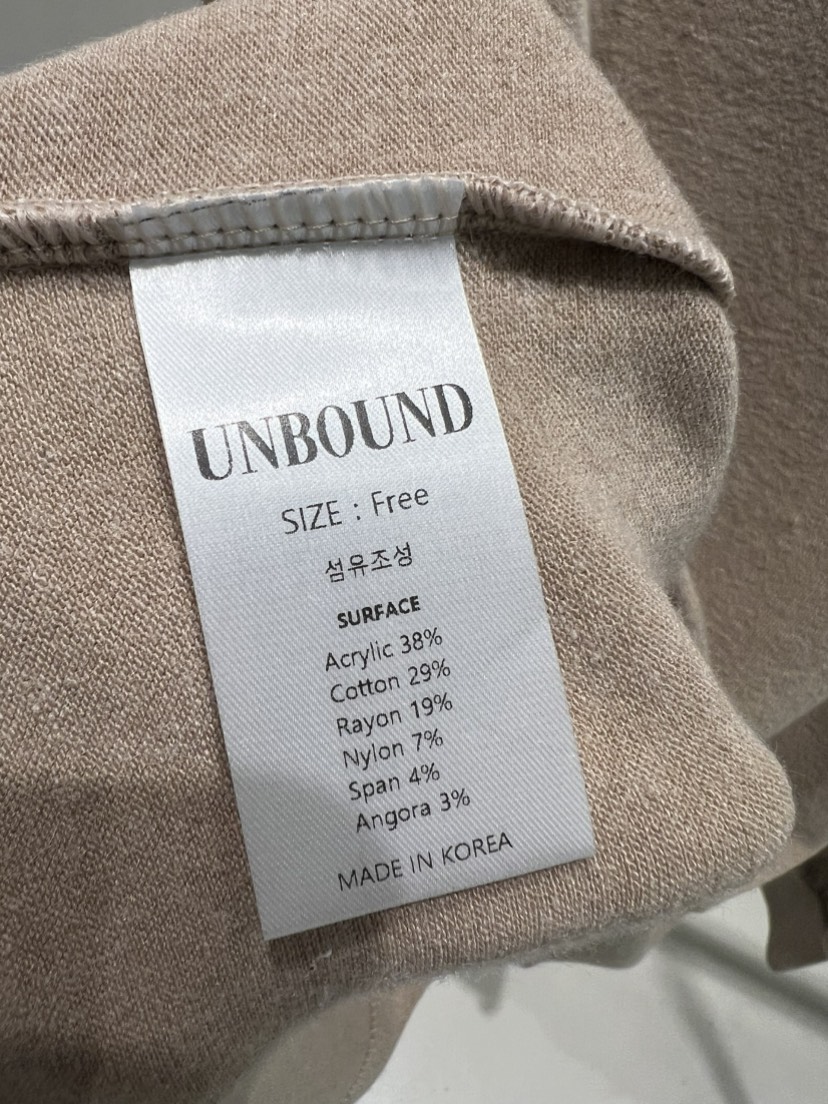 UNBOUND
SIZE : Free
섬유조성
SURFACE
Acrylic 38%
Cotton 29%
Rayon 19%
Nylon 7%
Span 4%
Angora 3%
MADE IN KOREA